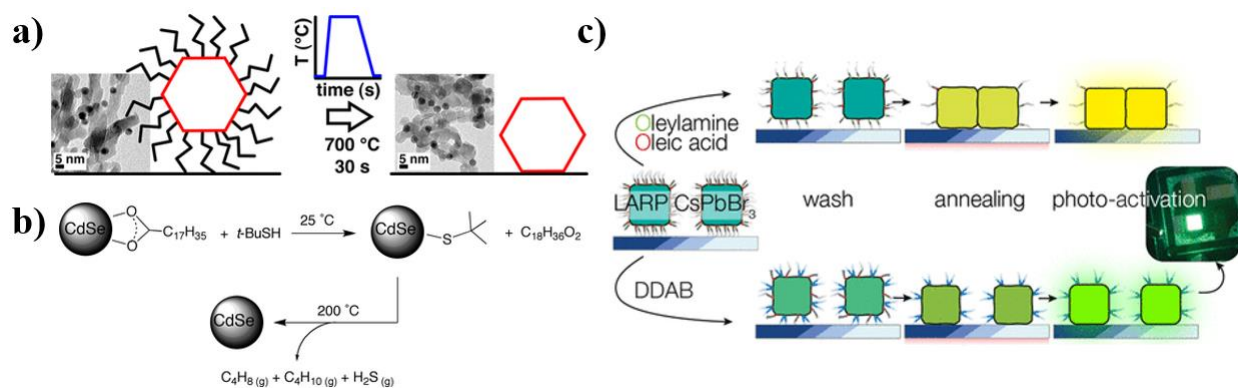 a)
T (°C)
time (s)
700 °C
30 s
5 nm
5 nm
b)
CdSe
O
O
C₁₇H₃₅ + t-BuSH
25 °C
CdSe
S
+ C₁₈H₃₆O₂
200 °C
CdSe
C₄H₈ (g) + C₄H₁₀ (g) + H₂S (g)
c)
Oleylamine
Oleic acid
LARP CsPbBr₃
wash
annealing
photo-activation
DDAB